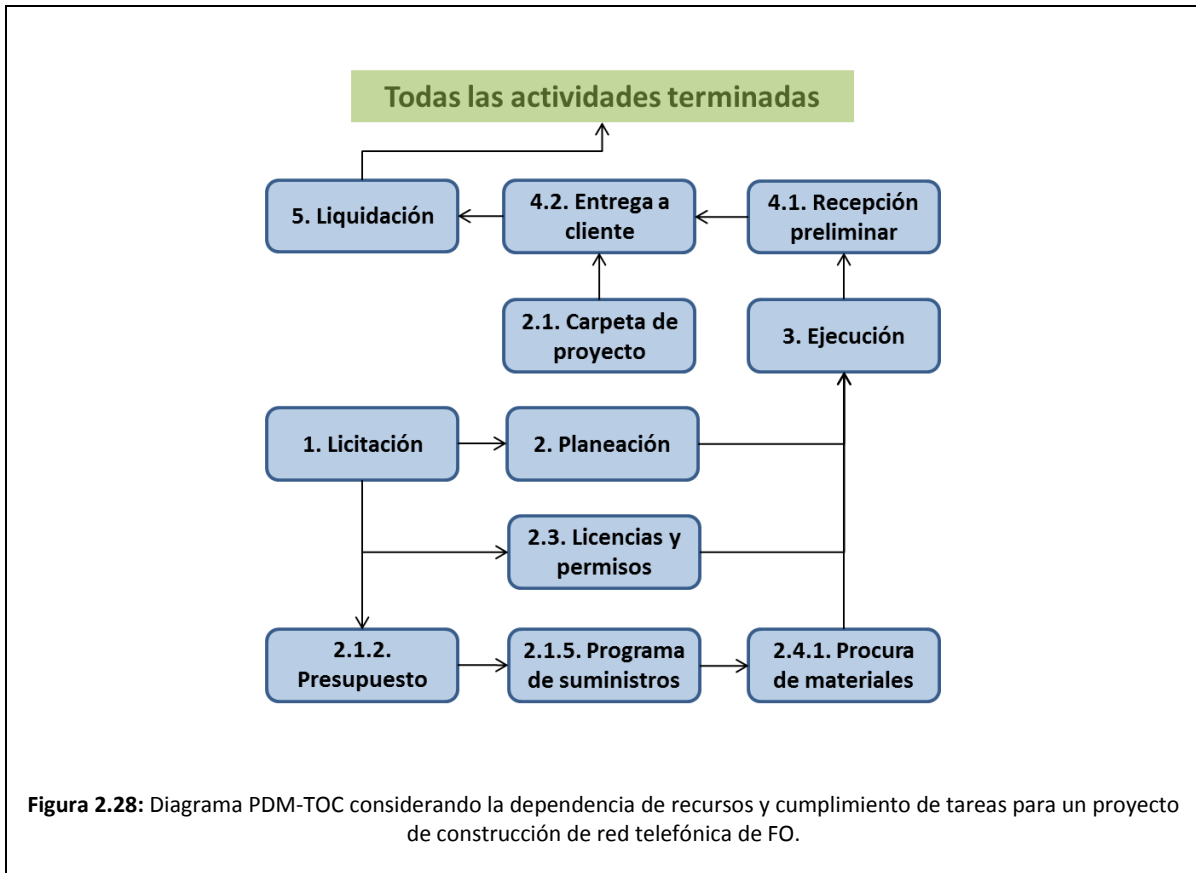 Todas las actividades terminadas
5. Liquidación
4.2. Entrega a
cliente
4.1. Recepción
preliminar
2.1. Carpeta de
proyecto
3. Ejecución
1. Licitación
2. Planeación
2.3. Licencias y
permisos
2.1.2.
Presupuesto
2.1.5. Programa
de suministros
2.4.1. Procura
de materiales
Figura 2.28: Diagrama PDM-TOC considerando la dependencia de recursos y cumplimiento de tareas para un proyecto
de construcción de red telefónica de FO.